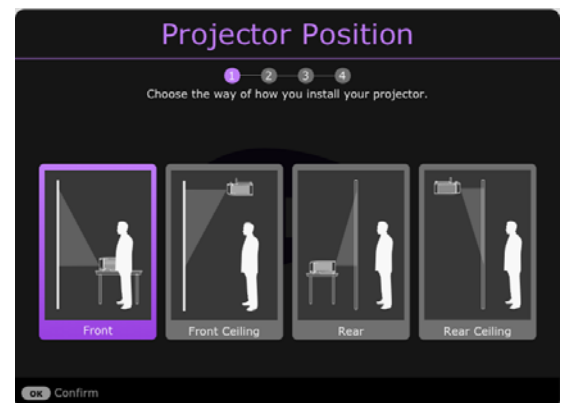 Projector Position
1 2 3 4
Choose the way of how you install your projector.
Front
Front Ceiling
Rear
Rear Ceiling
OK Confirm